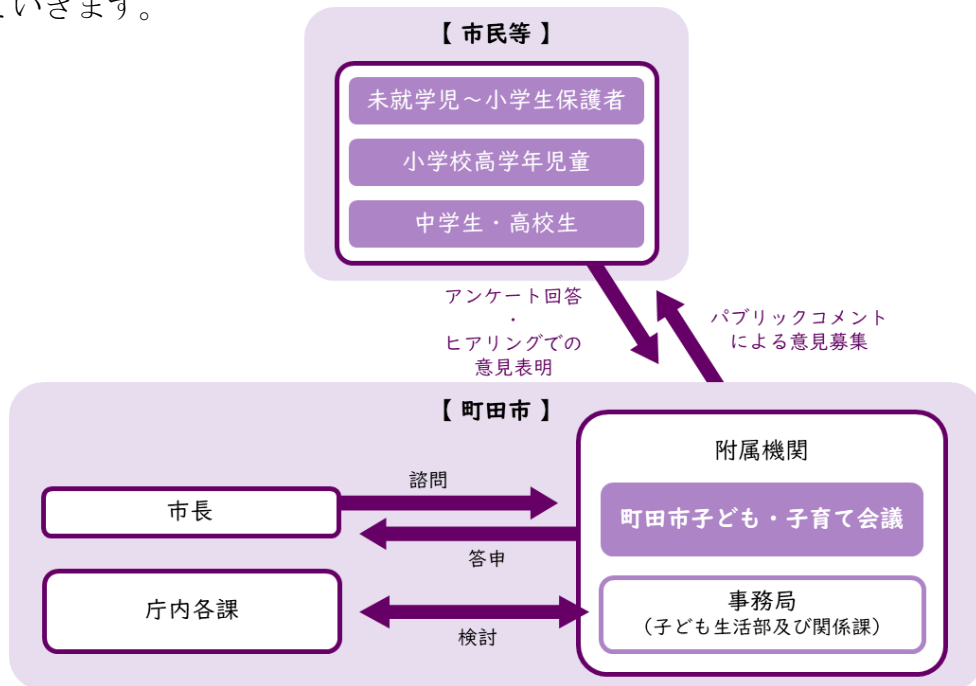 いきます。
【 市民等 】
未就学児～小学生保護者
小学校高学年児童
中学生・高校生
アンケート回答
・
ヒアリングでの
意見表明
パブリックコメント
による意見募集
【 町田市 】
附属機関
諮問
市長
町田市子ども・子育て会議
答申
庁内各課
事務局
（子ども生活部及び関係課）
検討